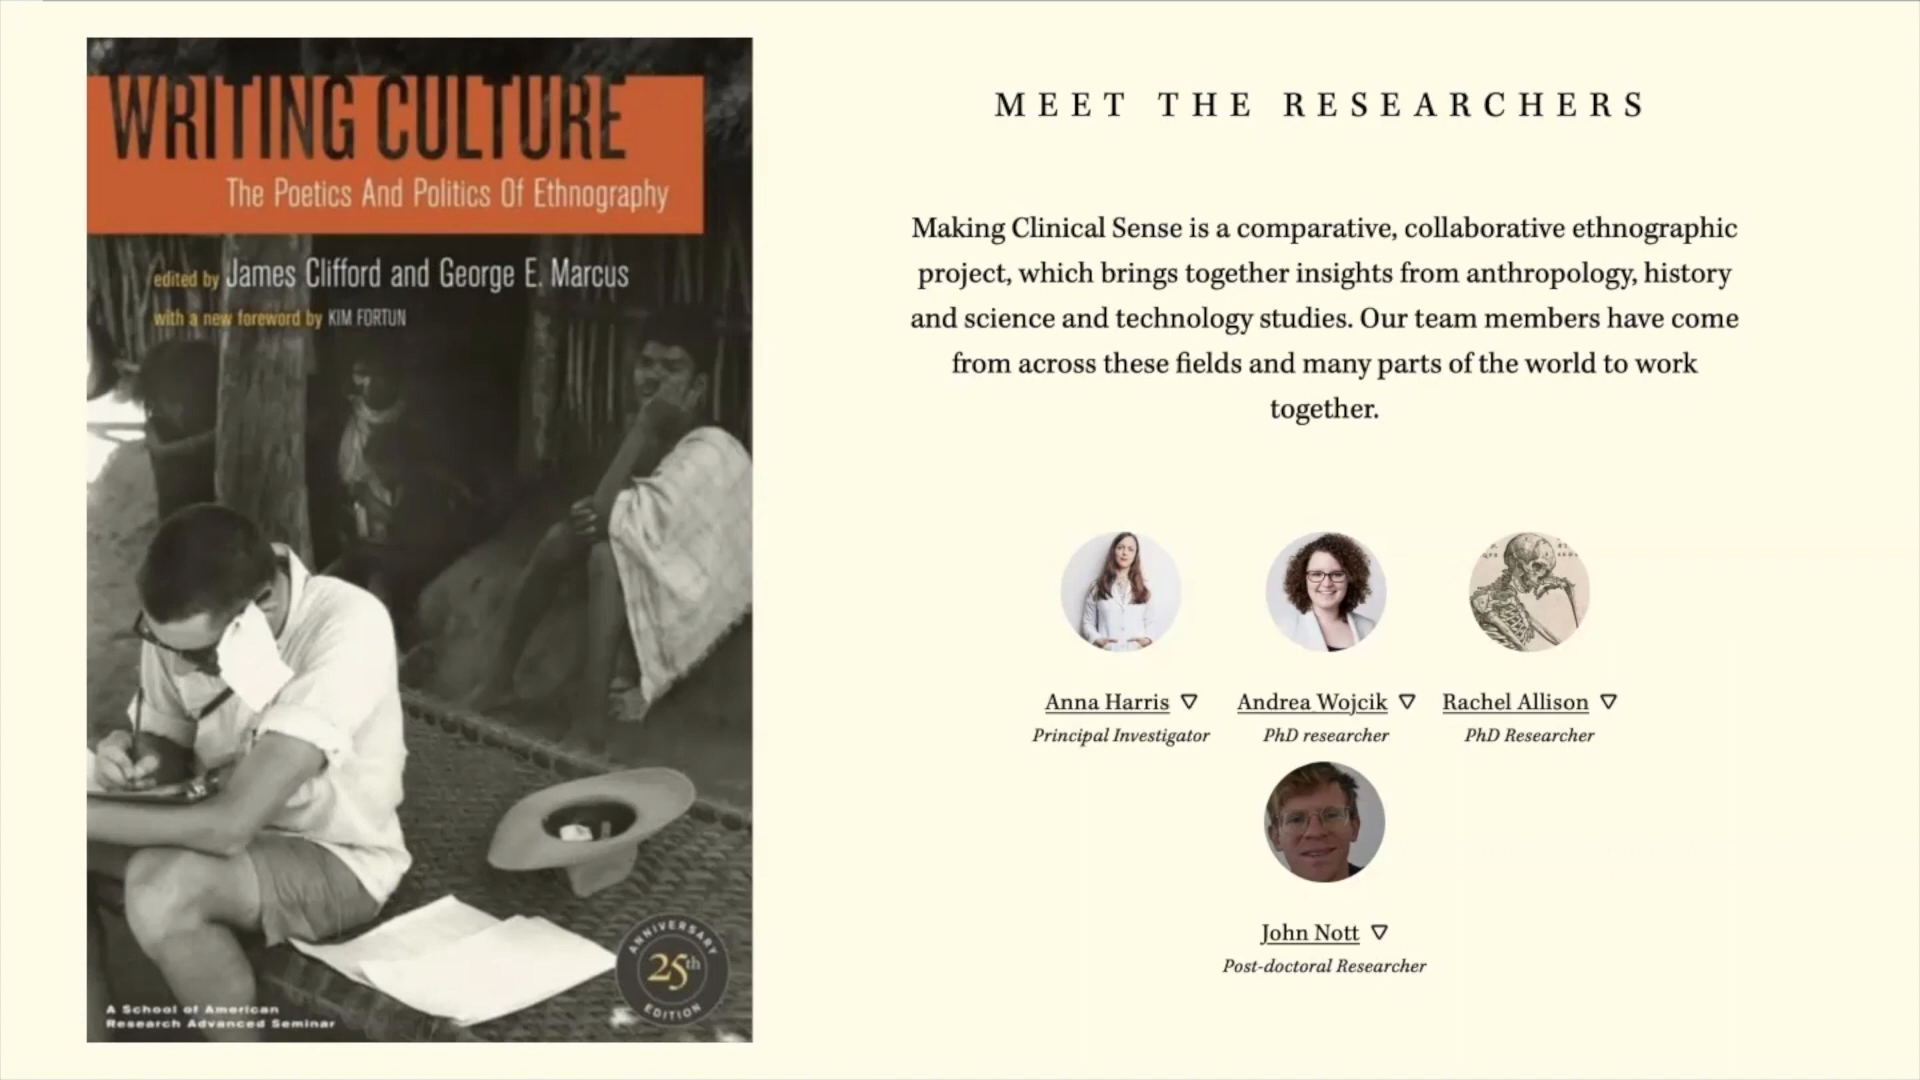 WRITING CULTURE
The Poetics And Politics Of Ethnography
edited by James Clifford and George E. Marcus
with a new foreword by KIM FORTUN
ANNIVERSARY
25th
EDITION
A School of American
Research Advanced Seminar
MEET THE RESEARCHERS
Making Clinical Sense is a comparative, collaborative ethnographic
project, which brings together insights from anthropology, history
and science and technology studies. Our team members have come
from across these fields and many parts of the world to work
together.
Anna Harris
Principal Investigator
Andrea Wojcik
PhD researcher
Rachel Allison
PhD Researcher
John Nott
Post-doctoral Researcher